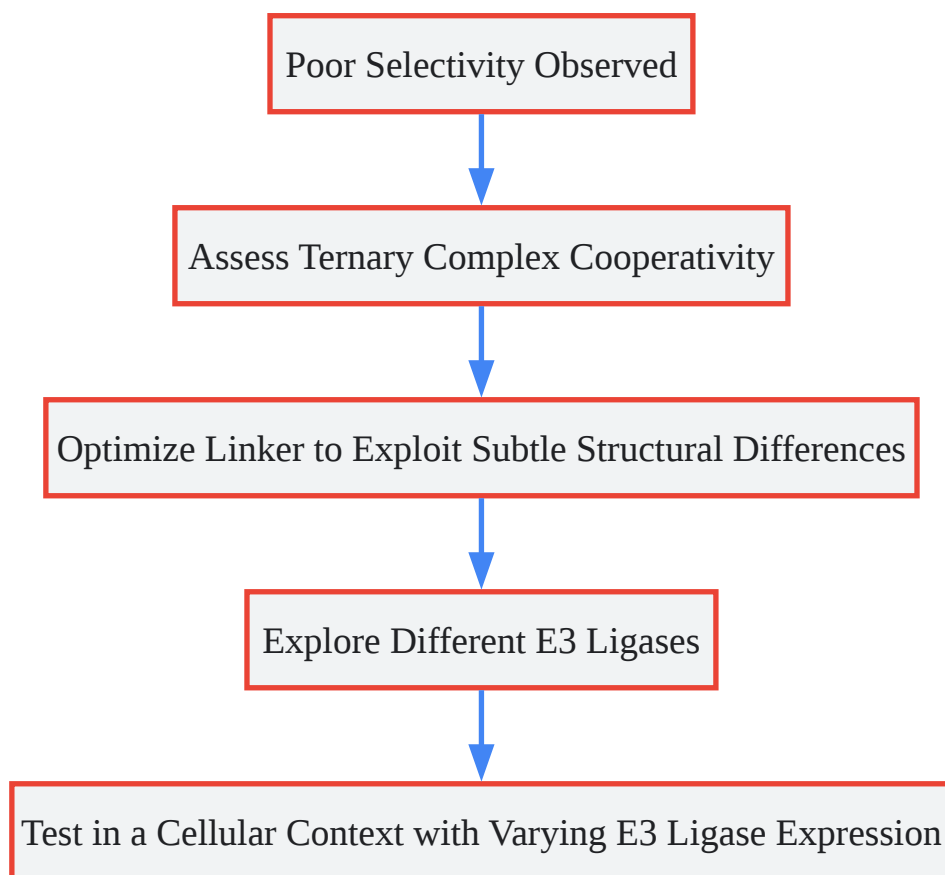 Poor Selectivity Observed
Assess Ternary Complex Cooperativity
Optimize Linker to Exploit Subtle Structural Differences
Explore Different E3 Ligases
Test in a Cellular Context with Varying E3 Ligase Expression